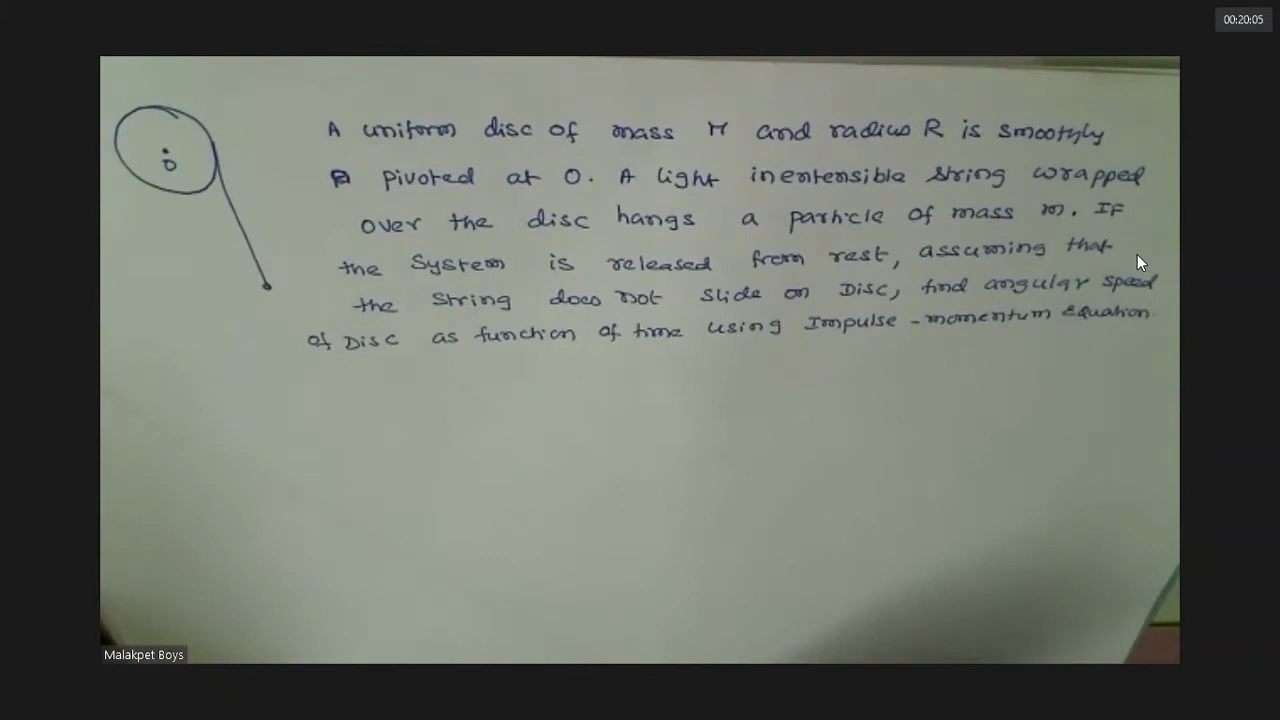 00:20:05
A uniform disc of mass M and radius R is smoothly
pivoted at O. A light inextensible string wrapped
over the disc hangs a particle of mass m. IF
the System is released from rest, assuming that
the string does not slide on Disc, find angular speed
of Disc as function of time using Impulse - momentum Equation.
O
Malakpet Boys